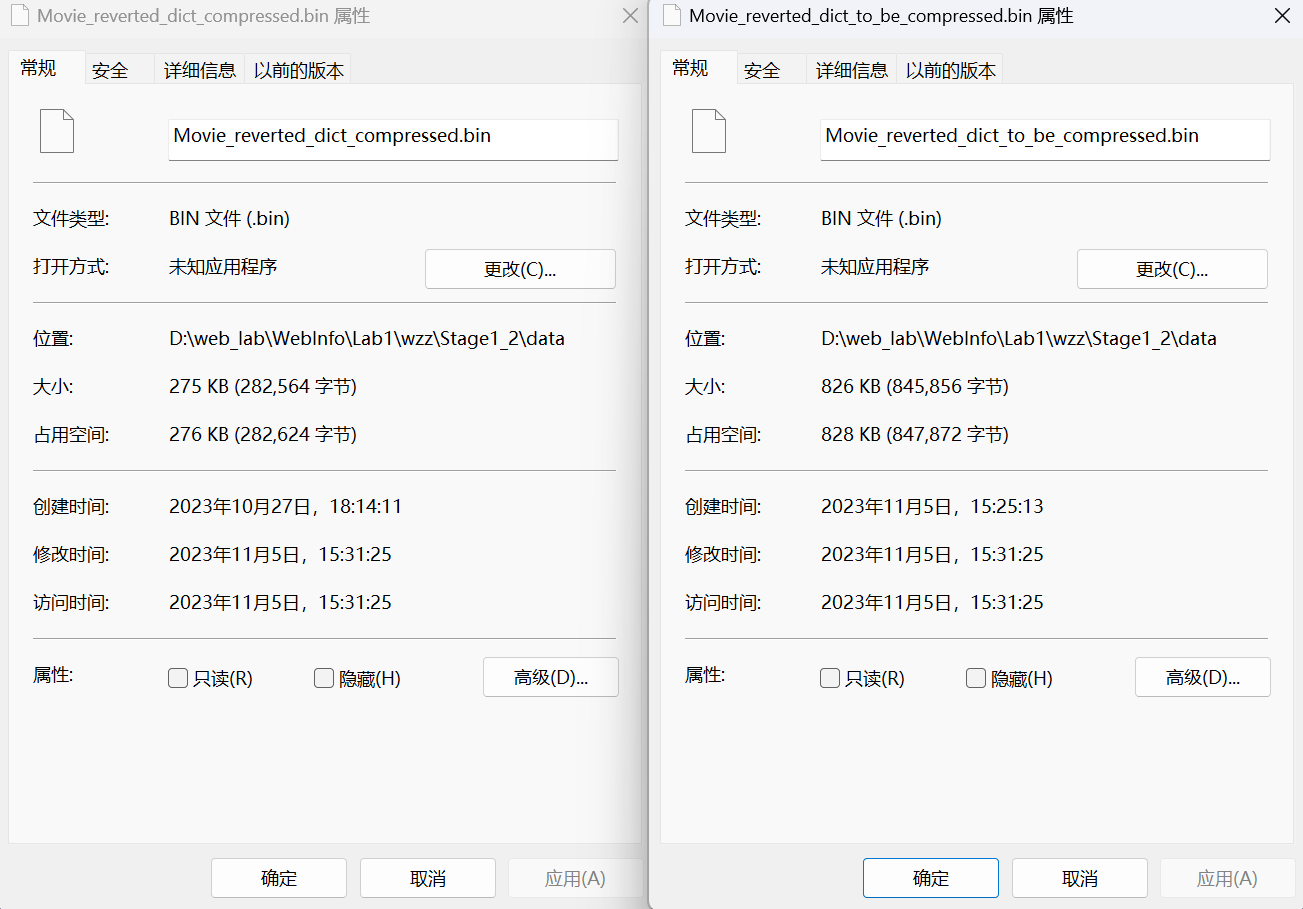 Movie_reverted_dict_compressed.bin 属性
常规 安全 详细信息 以前的版本
Movie_reverted_dict_compressed.bin
文件类型: BIN 文件 (.bin)
打开方式: 未知应用程序 更改(C)...
位置: D:\web_lab\WebInfo\Lab1\wzz\Stage1_2\data
大小: 275 KB (282,564 字节)
占用空间: 276 KB (282,624 字节)
创建时间: 2023年10月27日，18:14:11
修改时间: 2023年11月5日，15:31:25
访问时间: 2023年11月5日，15:31:25
属性: 只读(R) 隐藏(H) 高级(D)...
确定 取消 应用(A)
Movie_reverted_dict_to_be_compressed.bin 属性
常规 安全 详细信息 以前的版本
Movie_reverted_dict_to_be_compressed.bin
文件类型: BIN 文件 (.bin)
打开方式: 未知应用程序 更改(C)...
位置: D:\web_lab\WebInfo\Lab1\wzz\Stage1_2\data
大小: 826 KB (845,856 字节)
占用空间: 828 KB (847,872 字节)
创建时间: 2023年11月5日，15:25:13
修改时间: 2023年11月5日，15:31:25
访问时间: 2023年11月5日，15:31:25
属性: 只读(R) 隐藏(H) 高级(D)...
确定 取消 应用(A)